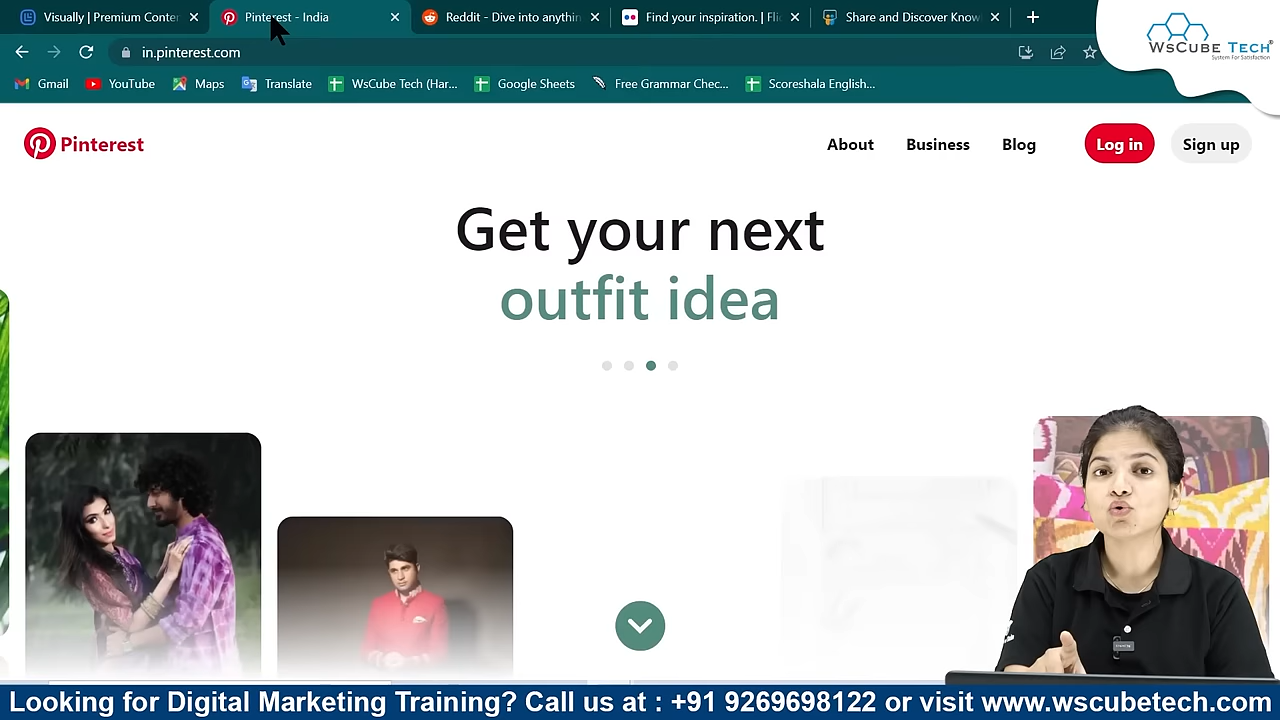 Visually | Premium Conte
Pinterest - India
Reddit - Dive into anythin
Find your inspiration. | Fli
Share and Discover Know
in.pinterest.com
WsCube Tech®
System For Satisfaction
Gmail
YouTube
Maps
Translate
WsCube Tech (Har...
Google Sheets
Free Grammar Chec...
Scoreshala English...
Pinterest
About
Business
Blog
Log in
Sign up
Get your next
outfit idea
Looking for Digital Marketing Training? Call us at : +91 9269698122 or visit www.wscubetech.com